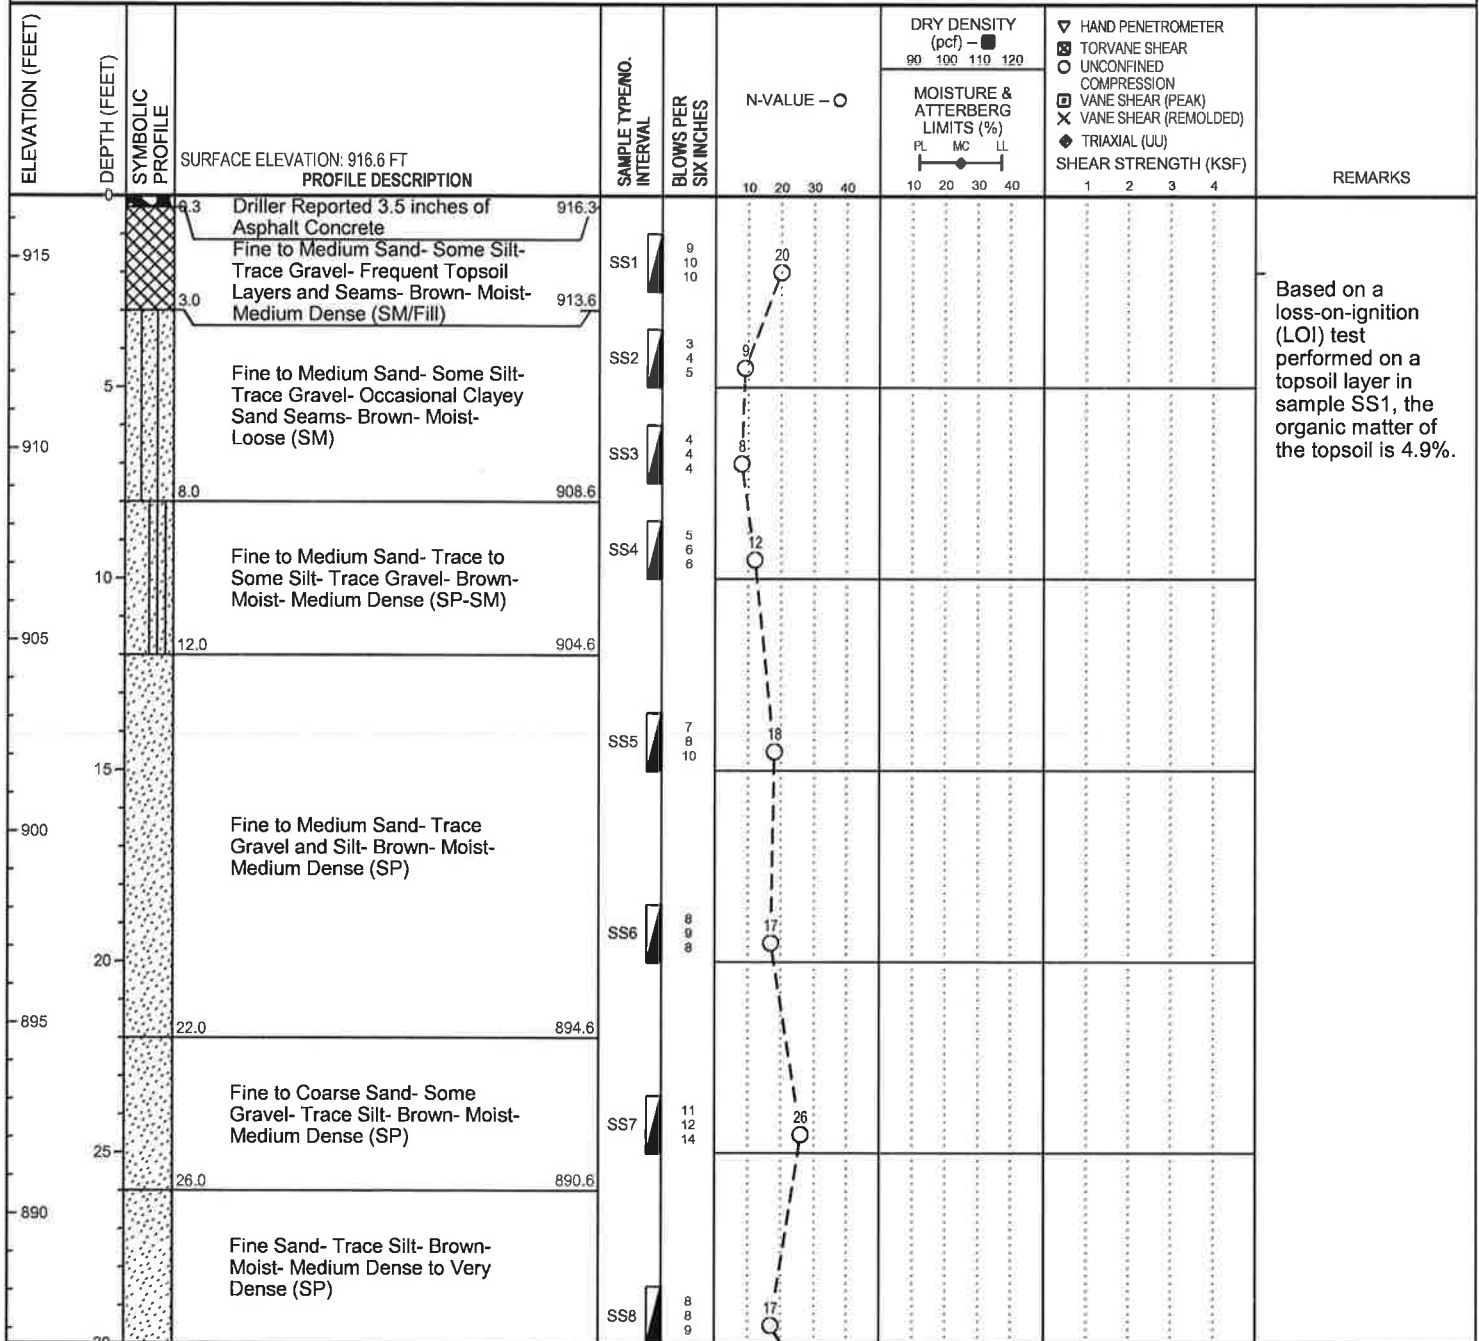 ELEVATION (FEET)
DEPTH (FEET)
SYMBOLIC
PROFILE
SURFACE ELEVATION: 916.6 FT
PROFILE DESCRIPTION
SAMPLE TYPE/NO.
INTERVAL
BLOWS PER
SIX INCHES
N-VALUE –
10 20 30 40
DRY DENSITY
(pcf) –
90 100 110 120
MOISTURE &
ATTERBERG
LIMITS (%)
PL MC LL
10 20 30 40
HAND PENETROMETER
TORVANE SHEAR
UNCONFINED
COMPRESSION
VANE SHEAR (PEAK)
VANE SHEAR (REMOLDED)
TRIAXIAL (UU)
SHEAR STRENGTH (KSF)
1 2 3 4
REMARKS
0
0.3
Driller Reported 3.5 inches of
Asphalt Concrete
916.3
915
Fine to Medium Sand- Some Silt-
Trace Gravel- Frequent Topsoil
Layers and Seams- Brown- Moist-
Medium Dense (SM/Fill)
3.0
913.6
SS1
9
10
10
20
Based on a
loss-on-ignition
(LOI) test
performed on a
topsoil layer in
sample SS1, the
organic matter of
the topsoil is 4.9%.
Fine to Medium Sand- Some Silt-
Trace Gravel- Occasional Clayey
Sand Seams- Brown- Moist-
Loose (SM)
SS2
3
4
5
9
5
910
SS3
4
4
4
8
8.0
908.6
Fine to Medium Sand- Trace to
Some Silt- Trace Gravel- Brown-
Moist- Medium Dense (SP-SM)
SS4
5
6
6
12
10
905
12.0
904.6
SS5
7
8
10
18
15
900
Fine to Medium Sand- Trace
Gravel and Silt- Brown- Moist-
Medium Dense (SP)
SS6
8
9
8
17
20
895
22.0
894.6
Fine to Coarse Sand- Some
Gravel- Trace Silt- Brown- Moist-
Medium Dense (SP)
SS7
11
12
14
26
25
26.0
890.6
890
Fine Sand- Trace Silt- Brown-
Moist- Medium Dense to Very
Dense (SP)
SS8
8
8
9
17